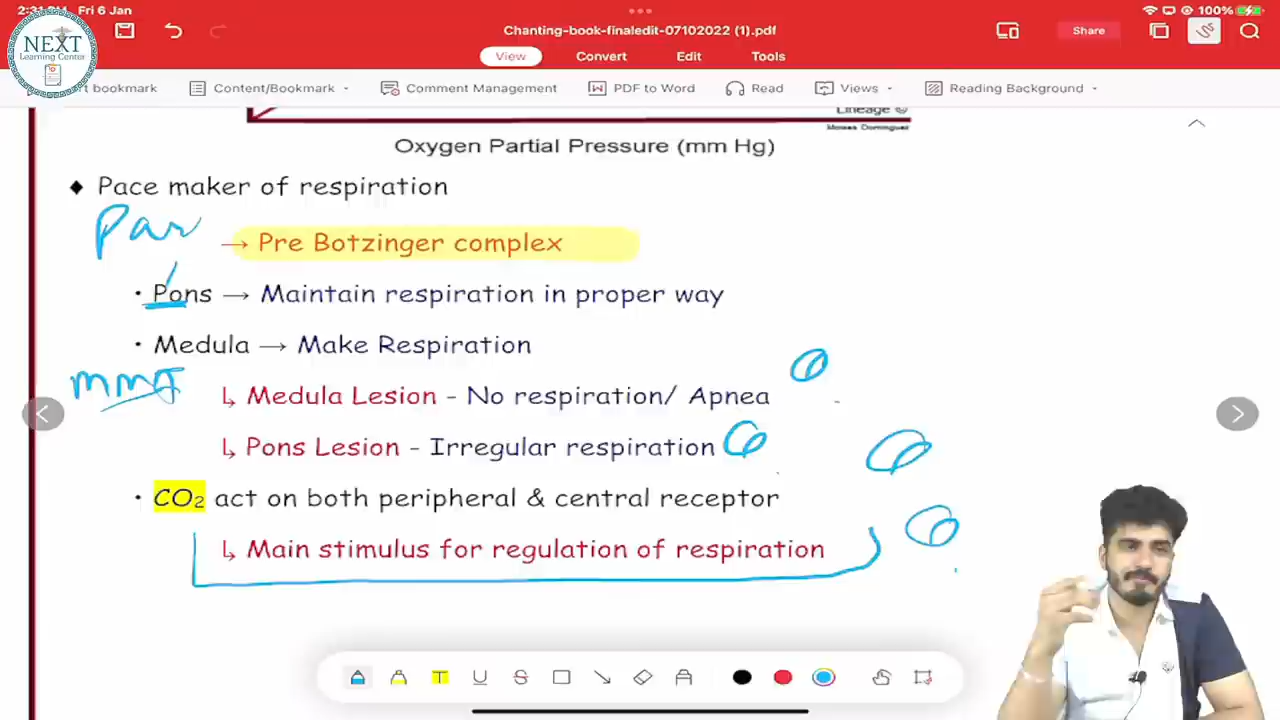 2:31 PM Fri 6 Jan
100%
NEXT
Learning Center
Chanting-book-finaledit-07102022 (1).pdf
Share
View
Convert
Edit
Tools
bookmark
Content/Bookmark
Comment Management
PDF to Word
Read
Views
Reading Background
Lineage
Moises Dominguez
Oxygen Partial Pressure (mm Hg)
◆ Pace maker of respiration
Par
→ Pre Botzinger complex
• Pons → Maintain respiration in proper way
• Medula → Make Respiration
↳ Medula Lesion - No respiration/ Apnea
↳ Pons Lesion - Irregular respiration
• CO₂ act on both peripheral & central receptor
↳ Main stimulus for regulation of respiration
T
U
S
A